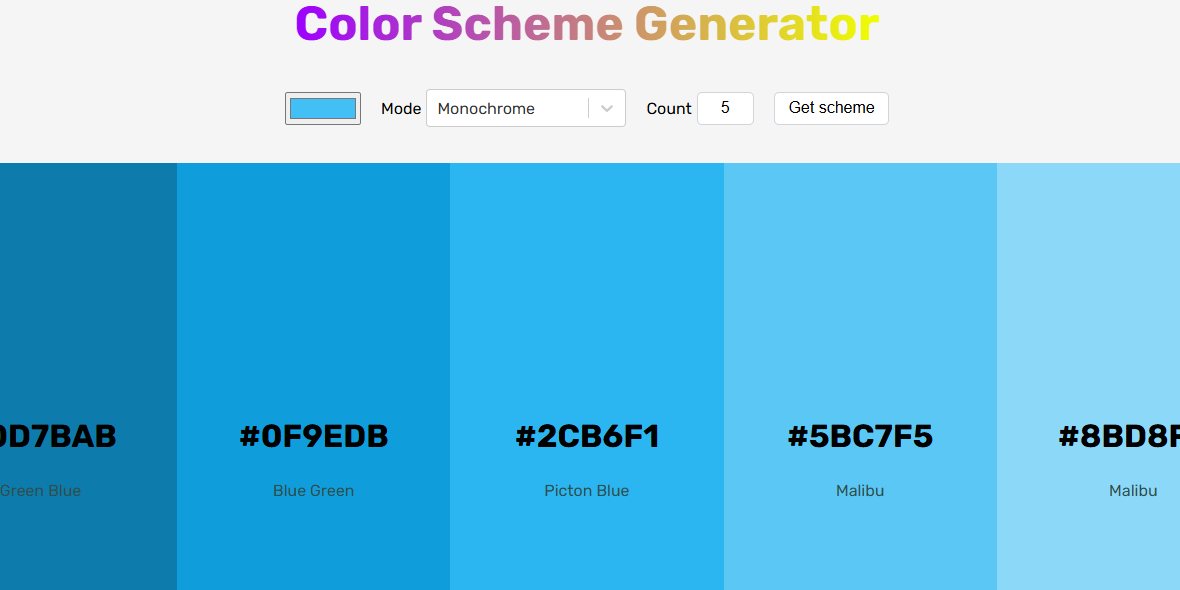 Color Scheme Generator
Mode Monochrome Count 5 Get scheme
0D7BAB #0F9EDB #2CB6F1 #5BC7F5 #8BD8F
Green Blue Blue Green Picton Blue Malibu Malibu